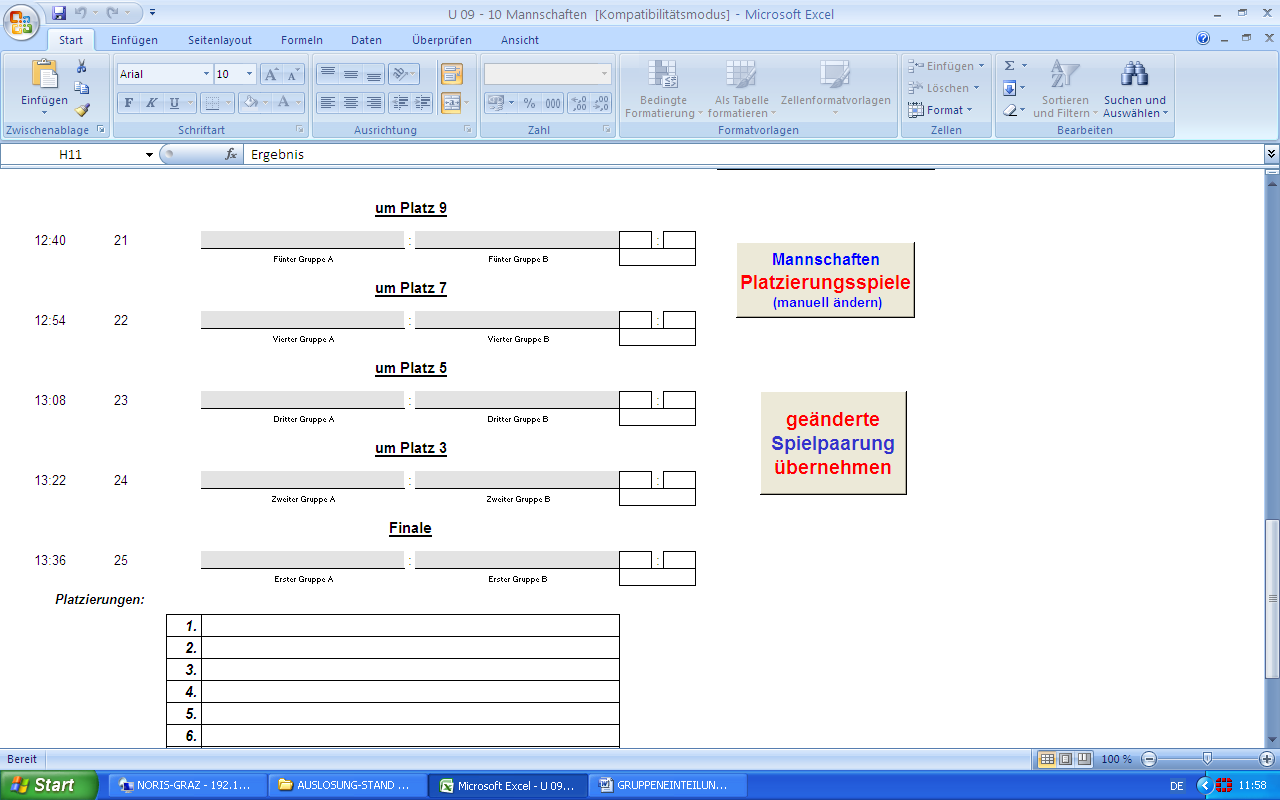 U 09 - 10 Mannschaften  [Kompatibilitätsmodus] - Microsoft Excel
Start Einfügen Seitenlayout Formeln Daten Überprüfen Ansicht
Einfügen
Arial 10
F K U A
% 000
Bedingte Formatierung
Als Tabelle formatieren
Zellenformatvorlagen
Einfügen
Löschen
Format
Σ
Sortieren und Filtern
Suchen und Auswählen
Zwischenablage Schriftart Ausrichtung Zahl Formatvorlagen Zellen Bearbeiten
H11 fx Ergebnis
um Platz 9
12:40 21 : :
Fünter Gruppe A Fünter Gruppe B
um Platz 7
12:54 22 : :
Vierter Gruppe A Vierter Gruppe B
um Platz 5
13:08 23 : :
Dritter Gruppe A Dritter Gruppe B
um Platz 3
13:22 24 : :
Zweiter Gruppe A Zweiter Gruppe B
Finale
13:36 25 : :
Erster Gruppe A Erster Gruppe B
Platzierungen:
1.
2.
3.
4.
5.
6.
Mannschaften
Platzierungsspiele
(manuell ändern)
geänderte
Spielpaarung
übernehmen
Bereit 100 %
Start NORIS-GRAZ - 192.1... AUSLOSUNG-STAND ... Microsoft Excel - U 09... GRUPPENEINTEILUN... DE 11:58